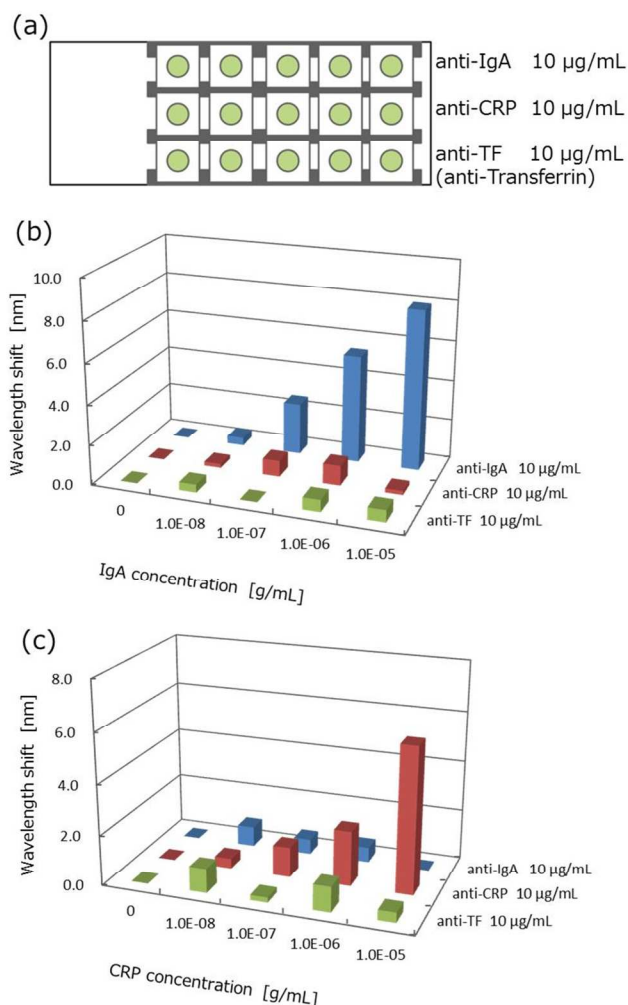 (a)
anti-IgA 10 µg/mL
anti-CRP 10 µg/mL
anti-TF 10 µg/mL
(anti-Transferrin)
(b)
Wavelength shift [nm]
10.0
8.0
6.0
4.0
2.0
0.0
0
1.0E-08
1.0E-07
1.0E-06
1.0E-05
anti-IgA 10 µg/mL
anti-CRP 10 µg/mL
anti-TF 10 µg/mL
IgA concentration [g/mL]
(c)
Wavelength shift [nm]
8.0
6.0
4.0
2.0
0.0
0
1.0E-08
1.0E-07
1.0E-06
1.0E-05
anti-IgA 10 µg/mL
anti-CRP 10 µg/mL
anti-TF 10 µg/mL
CRP concentration [g/mL]